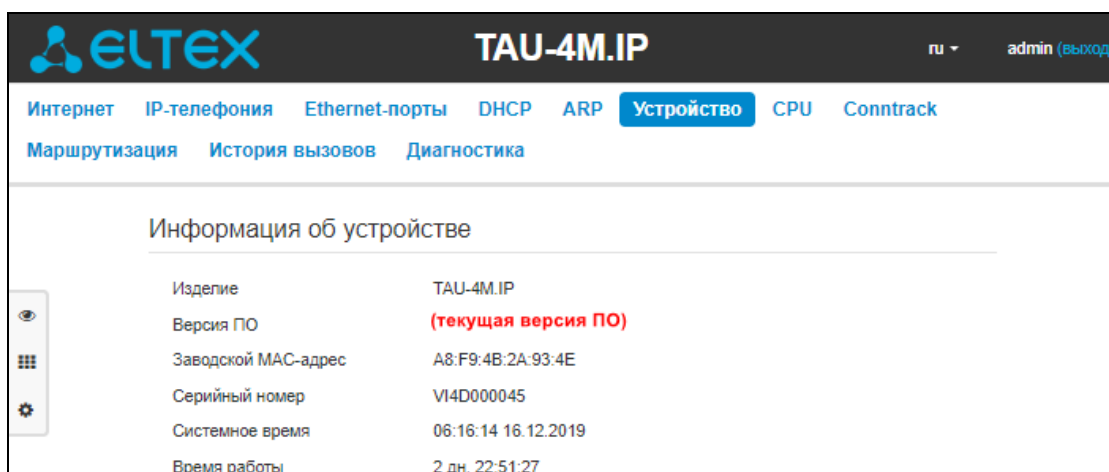 ELTEX
TAU-4M.IP
ru
admin (выход
Интернет IP-телефония Ethernet-порты DHCP ARP Устройство CPU Conntrack
Маршрутизация История вызовов Диагностика
Информация об устройстве
Изделие TAU-4M.IP
Версия ПО (текущая версия ПО)
Заводской MAC-адрес A8:F9:4B:2A:93:4E
Серийный номер VI4D000045
Системное время 06:16:14 16.12.2019
Время работы 2 дн. 22:51:27